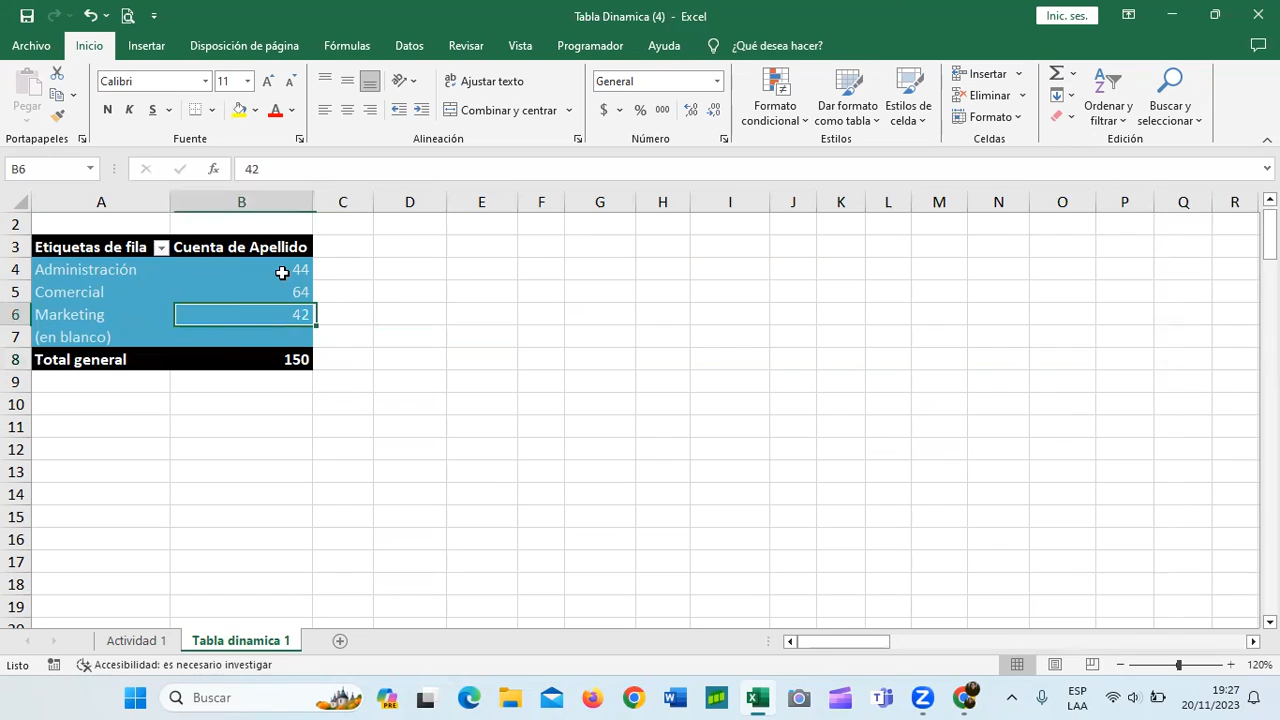 Tabla Dinamica (4) - Excel
Inic. ses.
Archivo Inicio Insertar Disposición de página Fórmulas Datos Revisar Vista Programador Ayuda ¿Qué desea hacer?
Pegar
Portapapeles
Calibri 11
N K S
Fuente
Ajustar texto
Combinar y centrar
Alineación
General
$ % 000
Número
Formato condicional
Dar formato como tabla
Estilos de celda
Estilos
Insertar
Eliminar
Formato
Celdas
Ordenar y filtrar
Buscar y seleccionar
Edición
B6 fx 42
A B C D E F G H I J K L M N O P Q R
2
3 Etiquetas de fila Cuenta de Apellido
4 Administración 44
5 Comercial 64
6 Marketing 42
7 (en blanco)
8 Total general 150
9
10
11
12
13
14
15
16
17
18
19
Actividad 1 Tabla dinamica 1
Listo Accesibilidad: es necesario investigar 120%
Buscar
ESP
LAA
19:27
20/11/2023